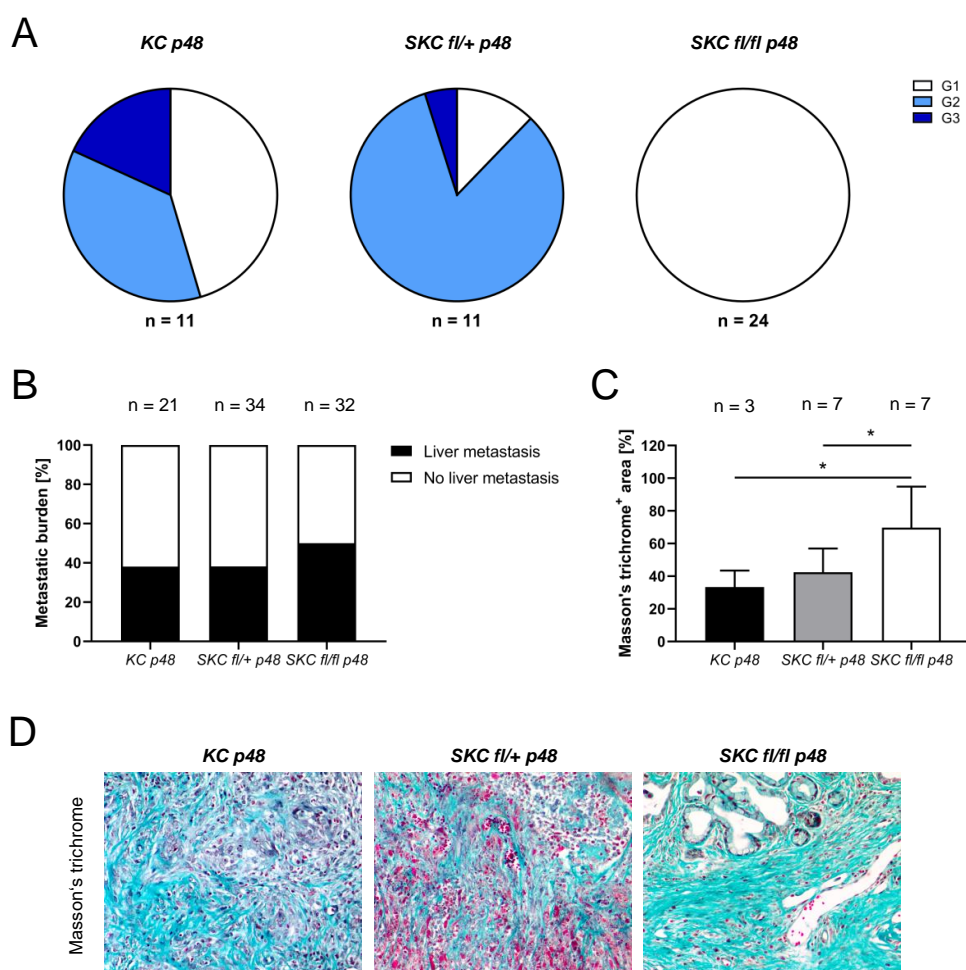 A
KC p48
SKC fl/+ p48
SKC fl/fl p48
G1
G2
G3
n = 11
n = 11
n = 24
B
n = 21
n = 34
n = 32
Metastatic burden [%]
100
80
60
40
20
0
KC p48
SKC fl/+ p48
SKC fl/fl p48
Liver metastasis
No liver metastasis
C
n = 3
n = 7
n = 7
Masson's trichrome+ area [%]
120
100
80
60
40
20
0
*
*
KC p48
SKC fl/+ p48
SKC fl/fl p48
D
KC p48
SKC fl/+ p48
SKC fl/fl p48
Masson's trichrome